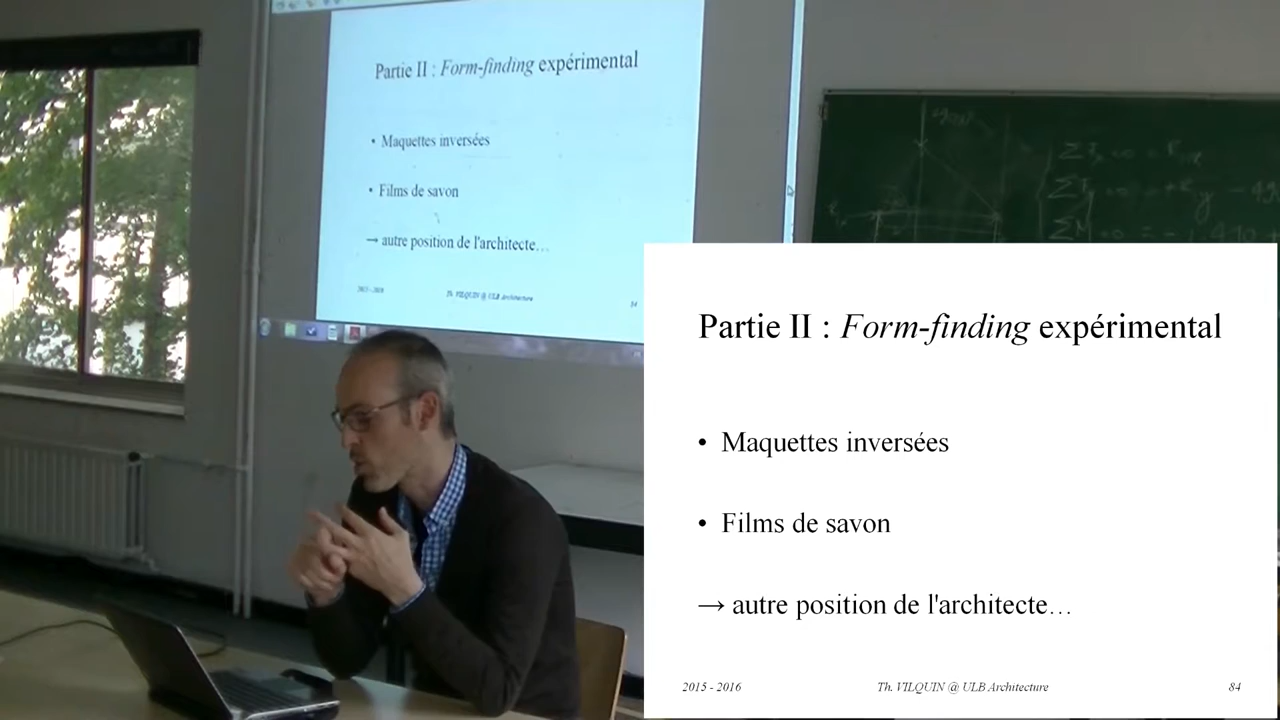 Partie II : Form-finding expérimental
• Maquettes inversées
• Films de savon
→ autre position de l'architecte…
2015 - 2016
Th. VILQUIN @ ULB Architecture
84
Partie II : Form-finding expérimental
• Maquettes inversées
• Films de savon
→ autre position de l'architecte…
2015 - 2016 Th. VILQUIN @ ULB Architecture 84